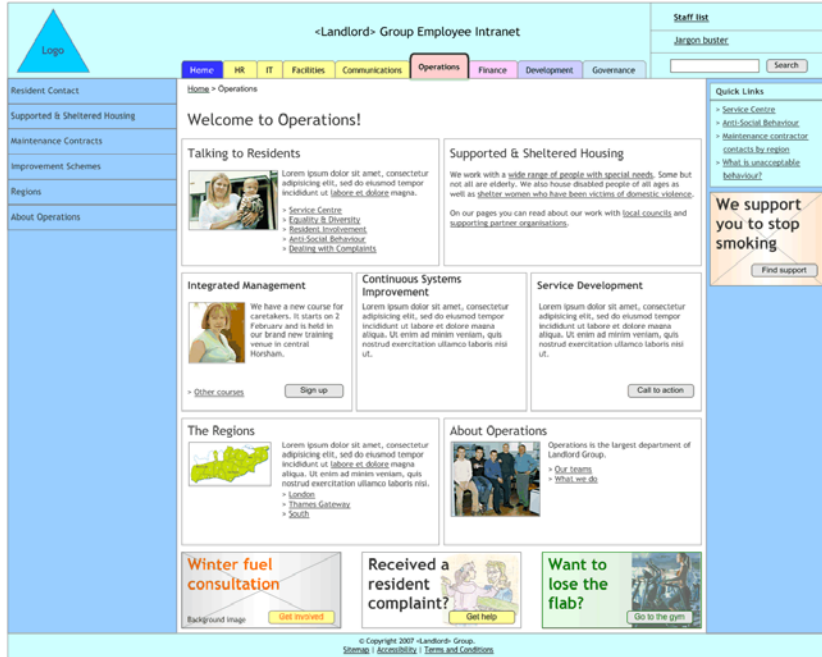 Logo
<Landlord> Group Employee Intranet
Staff list
Jargon buster
Search
Home
HR
IT
Facilities
Communications
Operations
Finance
Development
Governance
Resident Contact
Supported & Sheltered Housing
Maintenance Contracts
Improvement Schemes
Regions
About Operations
Home > Operations
Welcome to Operations!
Talking to Residents
Lorem ipsum dolor sit amet, consectetur
adipisicing elit, sed do eiusmod tempor
incididunt ut labore et dolore magna.
> Service Centre
> Equality & Diversity
> Resident Involvement
> Anti-Social Behaviour
> Dealing with Complaints
Supported & Sheltered Housing
We work with a wide range of people with special needs. Some but
not all are elderly. We also house disabled people of all ages as
well as shelter women who have been victims of domestic violence.
On our pages you can read about our work with local councils and
supporting partner organisations.
Integrated Management
We have a new course for
caretakers. It starts on 2
February and is held in
our brand new training
venue in central
Horsham.
> Other courses
Sign up
Continuous Systems
Improvement
Lorem ipsum dolor sit amet, consectetur
adipisicing elit, sed do eiusmod tempor
incididunt ut labore et dolore magna
aliqua. Ut enim ad minim veniam, quis
nostrud exercitation ullamco laboris nisi
ut.
Service Development
Lorem ipsum dolor sit amet, consectetur
adipisicing elit, sed do eiusmod tempor
incididunt ut labore et dolore magna
aliqua. Ut enim ad minim veniam, quis
nostrud exercitation ullamco laboris nisi
ut.
Call to action
The Regions
Lorem ipsum dolor sit amet, consectetur
adipisicing elit, sed do eiusmod tempor
incididunt ut labore et dolore magna
aliqua. Ut enim ad minim veniam, quis
nostrud exercitation ullamco laboris nisi.
> London
> Thames Gateway
> South
About Operations
Operations is the largest department of
Landlord Group.
> Our teams
> What we do
Winter fuel
consultation
Background image
Get involved
Received a
resident
complaint?
Get help
Want to
lose the
flab?
Go to the gym
Quick Links
> Service Centre
> Anti-Social Behaviour
> Maintenance contractor
contacts by region
> What is unacceptable
behaviour?
We support
you to stop
smoking
Find support
© Copyright 2007 <Landlord> Group.
Sitemap | Accessibility | Terms and Conditions